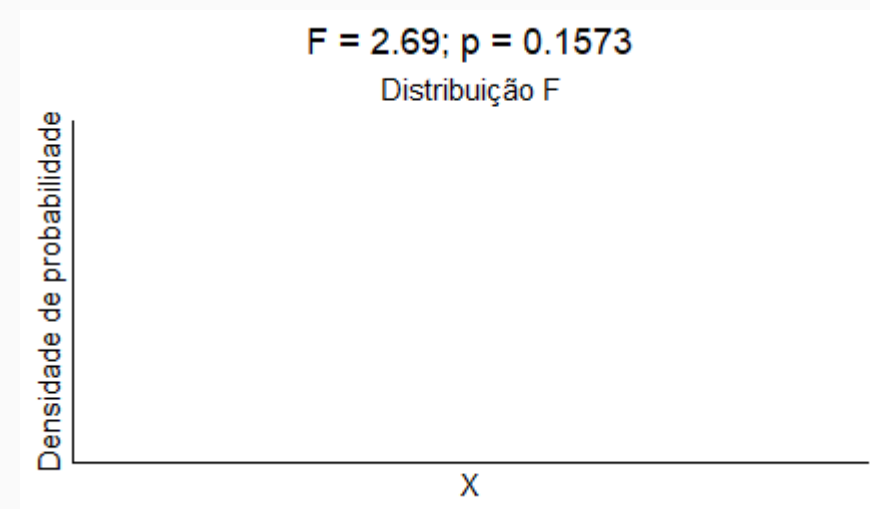 F = 2.69; p = 0.1573
Distribuição F
Densidade de probabilidade
X